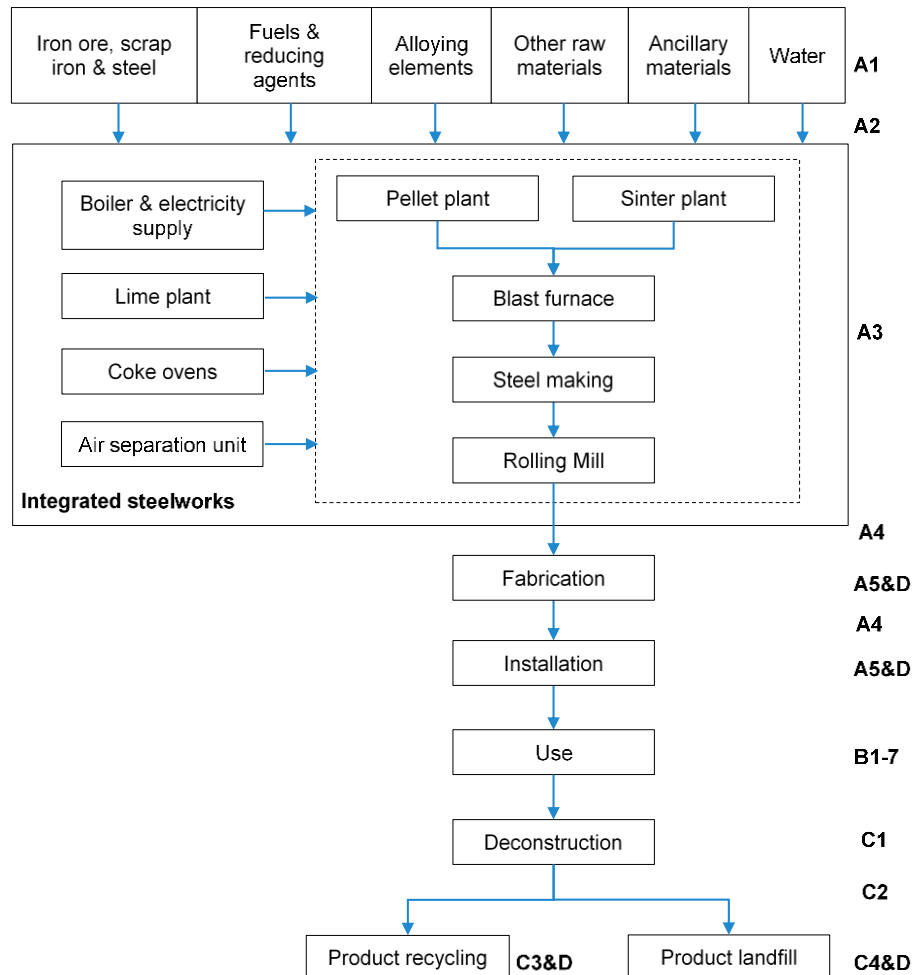 Iron ore, scrap
iron & steel
Fuels &
reducing
agents
Alloying
elements
Other raw
materials
Ancillary
materials
Water
A1
A2
Boiler & electricity
supply
Pellet plant
Sinter plant
Lime plant
Blast furnace
A3
Coke ovens
Steel making
Air separation unit
Rolling Mill
Integrated steelworks
A4
Fabrication
A5&D
A4
Installation
A5&D
Use
B1-7
Deconstruction
C1
C2
Product recycling
C3&D
Product landfill
C4&D